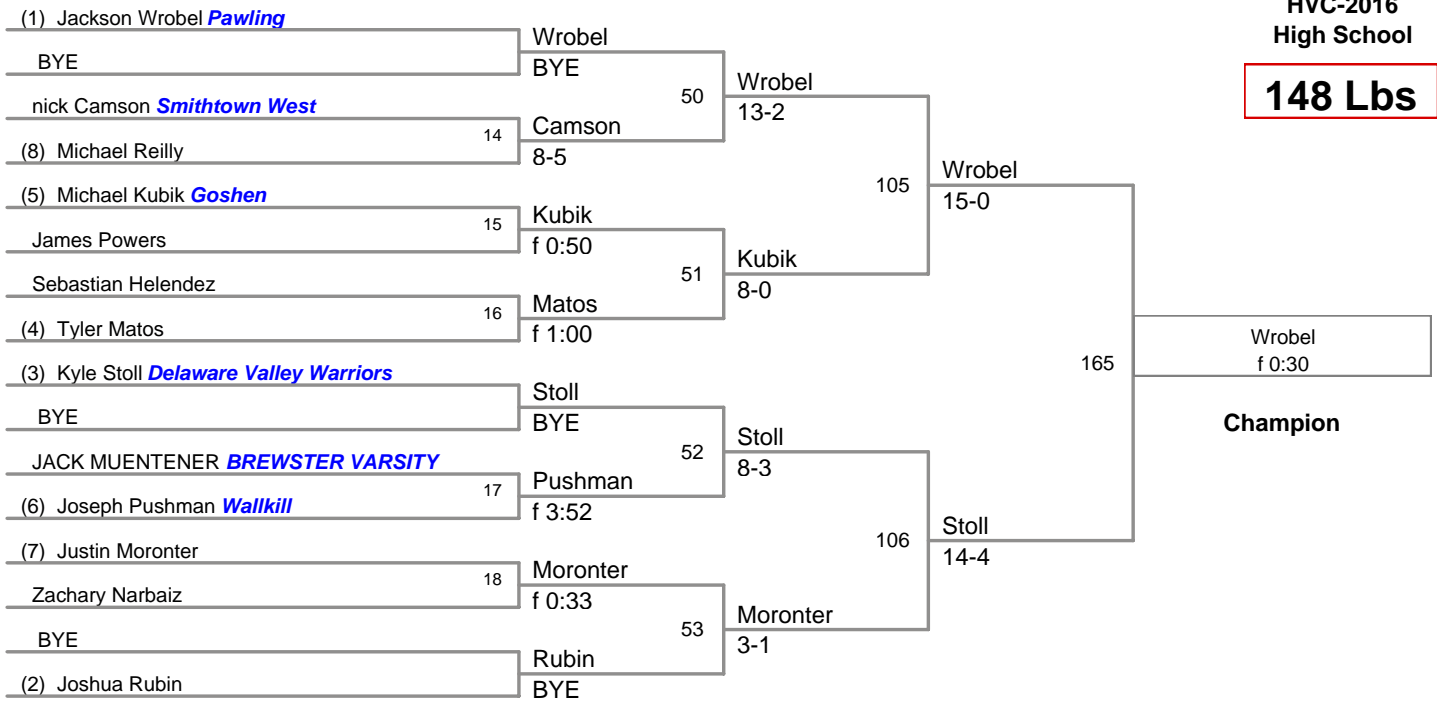 HVC-2016
High School
148 Lbs
(1) Jackson Wrobel Pawling
BYE
nick Camson Smithtown West
(8) Michael Reilly
(5) Michael Kubik Goshen
James Powers
Sebastian Helendez
(4) Tyler Matos
(3) Kyle Stoll Delaware Valley Warriors
BYE
JACK MUENTENER BREWSTER VARSITY
(6) Joseph Pushman Wallkill
(7) Justin Moronter
Zachary Narbaiz
BYE
(2) Joshua Rubin
Wrobel
BYE
14
Camson
8-5
15
Kubik
f 0:50
16
Matos
f 1:00
Stoll
BYE
17
Pushman
f 3:52
18
Moronter
f 0:33
Rubin
BYE
50
Wrobel
13-2
51
Kubik
8-0
52
Stoll
8-3
53
Moronter
3-1
105
Wrobel
15-0
106
Stoll
14-4
165
Wrobel
f 0:30
Champion